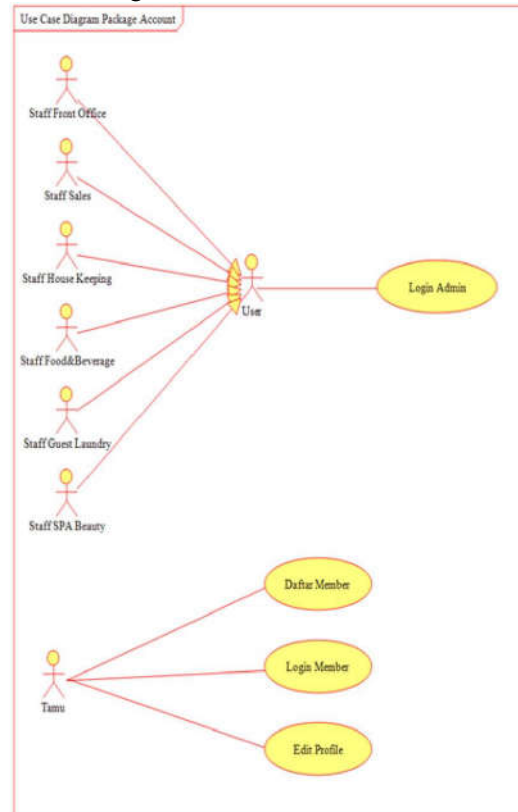 Use Case Diagram Package Account
Staff Front Office
Staff Sales
Staff House Keeping
User
Login Admin
Staff Food&Beverage
Staff Guest Laundry
Staff SPA Beauty
Daftar Member
Login Member
Tamu
Edit Profile